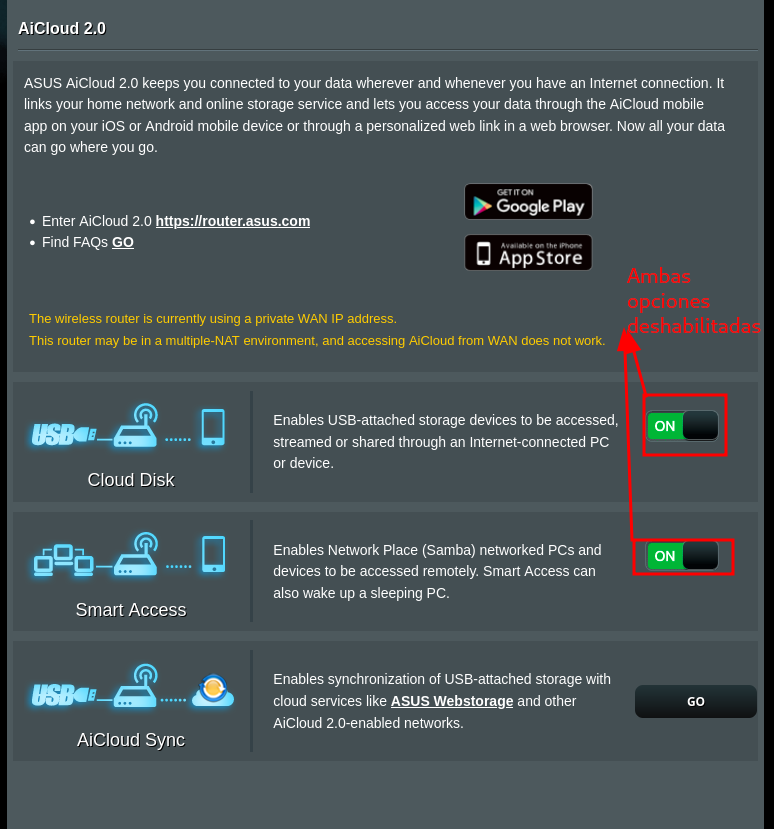 AiCloud 2.0
ASUS AiCloud 2.0 keeps you connected to your data wherever and whenever you have an Internet connection. It
links your home network and online storage service and lets you access your data through the AiCloud mobile
app on your iOS or Android mobile device or through a personalized web link in a web browser. Now all your data
can go where you go.
• Enter AiCloud 2.0 https://router.asus.com
• Find FAQs GO
GET IT ON
Google Play
Available on the iPhone
App Store
Ambas
opciones
deshabilitadas
The wireless router is currently using a private WAN IP address.
This router may be in a multiple-NAT environment, and accessing AiCloud from WAN does not work.
USB
Cloud Disk
Enables USB-attached storage devices to be accessed,
streamed or shared through an Internet-connected PC
or device.
ON
Smart Access
Enables Network Place (Samba) networked PCs and
devices to be accessed remotely. Smart Access can
also wake up a sleeping PC.
ON
USB
AiCloud Sync
Enables synchronization of USB-attached storage with
cloud services like ASUS Webstorage and other
AiCloud 2.0-enabled networks.
GO